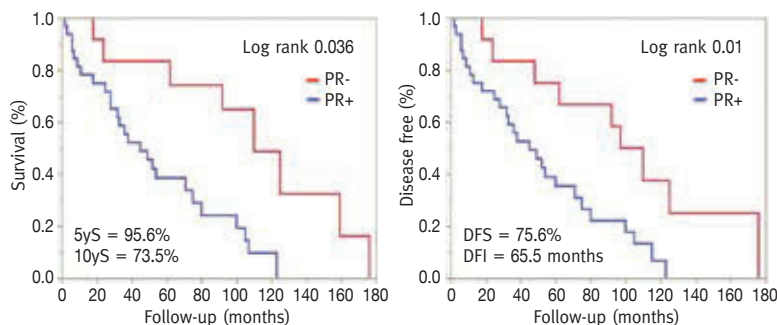 Log rank 0.036
PR-
PR+
5yS = 95.6%
10yS = 73.5%
Survival (%)
1.0
0.8
0.6
0.4
0.2
0.0
0 20 40 60 80 100 120 140 160 180
Follow-up (months)
Log rank 0.01
PR-
PR+
DFS = 75.6%
DFI = 65.5 months
Disease free (%)
1.0
0.8
0.6
0.4
0.2
0.0
0 20 40 60 80 100 120 140 160 180
Follow-up (months)